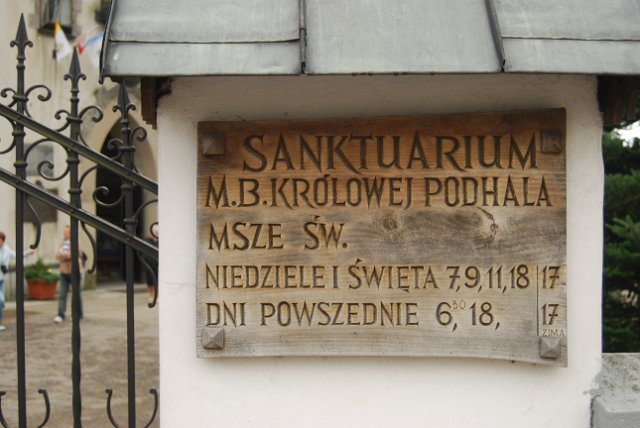 SANKTUARIUM
M.B. KRÓLOWEJ PODHALA
MSZE ŚW.
NIEDZIELE I ŚWIĘTA 7, 9, 11, 18 17
DNI POWSZEDNIE 6,30 18, 17
ZIMA